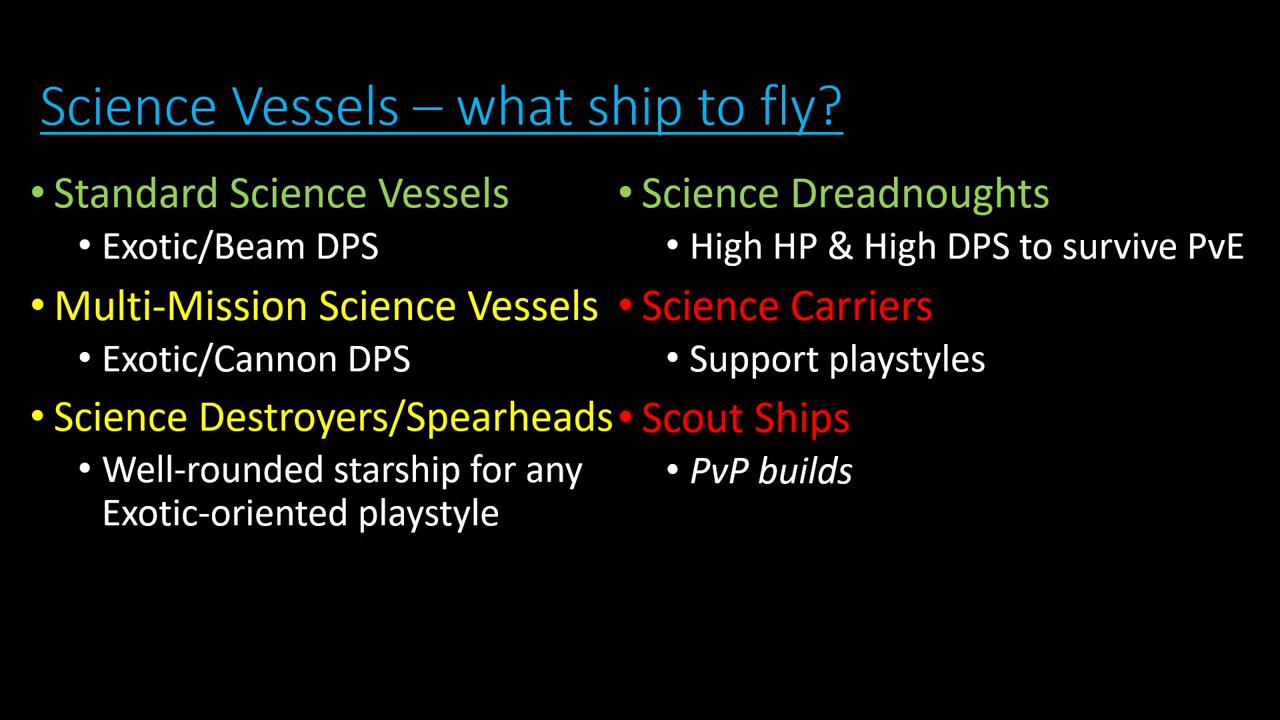 Science Vessels – what ship to fly?
• Standard Science Vessels
• Exotic/Beam DPS
• Multi-Mission Science Vessels
• Exotic/Cannon DPS
• Science Destroyers/Spearheads
• Well-rounded starship for any
Exotic-oriented playstyle
• Science Dreadnoughts
• High HP & High DPS to survive PvE
• Science Carriers
• Support playstyles
• Scout Ships
• PvP builds